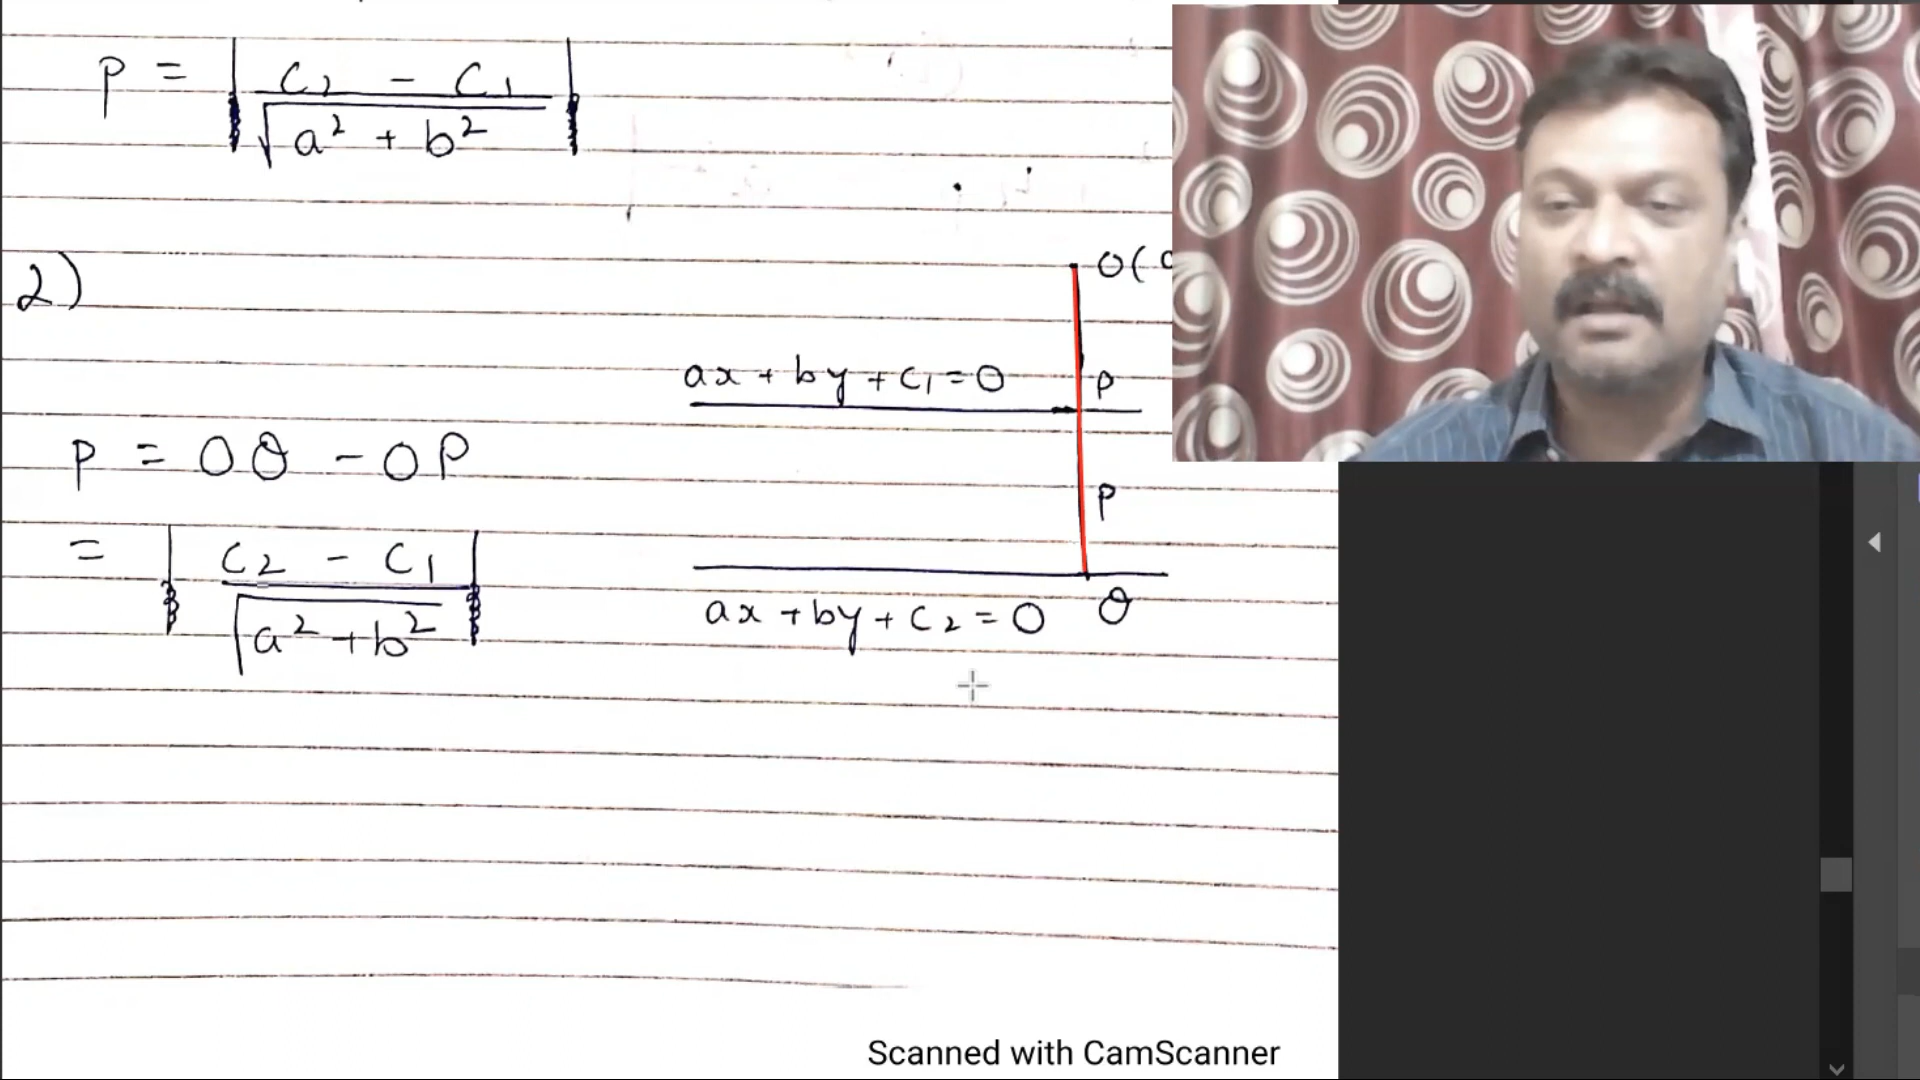 p = | C2 - C1 / √a² + b² |
2)
O(
ax + by + C1 = 0 P
p = OQ - OP
p
= | C2 - C1 / √a² + b² |
ax + by + C2 = 0 Q
Scanned with CamScanner